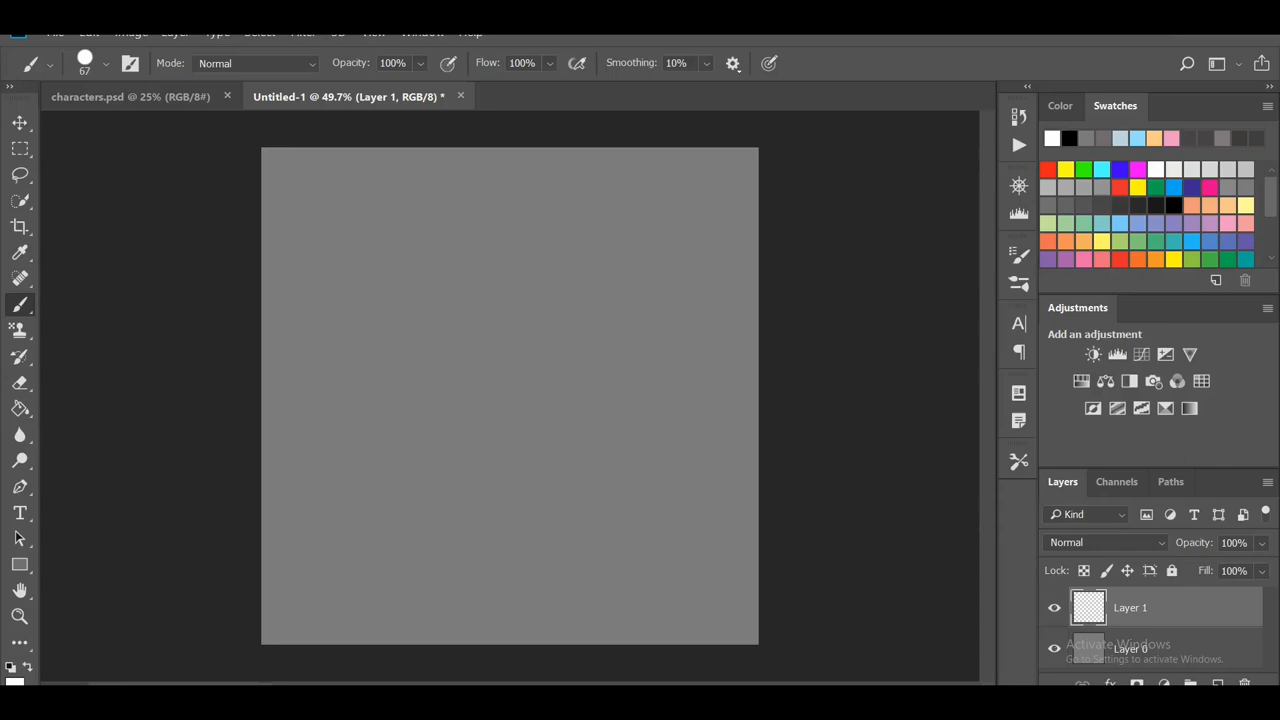 File Edit Image Layer Type Select Filter 3D View Window Help
67 Mode: Normal Opacity: 100% Flow: 100% Smoothing: 10%
characters.psd @ 25% (RGB/8#) Untitled-1 @ 49.7% (Layer 1, RGB/8) *
Color Swatches
Adjustments
Add an adjustment
Layers Channels Paths
Kind
Normal Opacity: 100%
Lock: Fill: 100%
Layer 1
Activate Windows
Layer 0
Go to Settings to activate Windows.